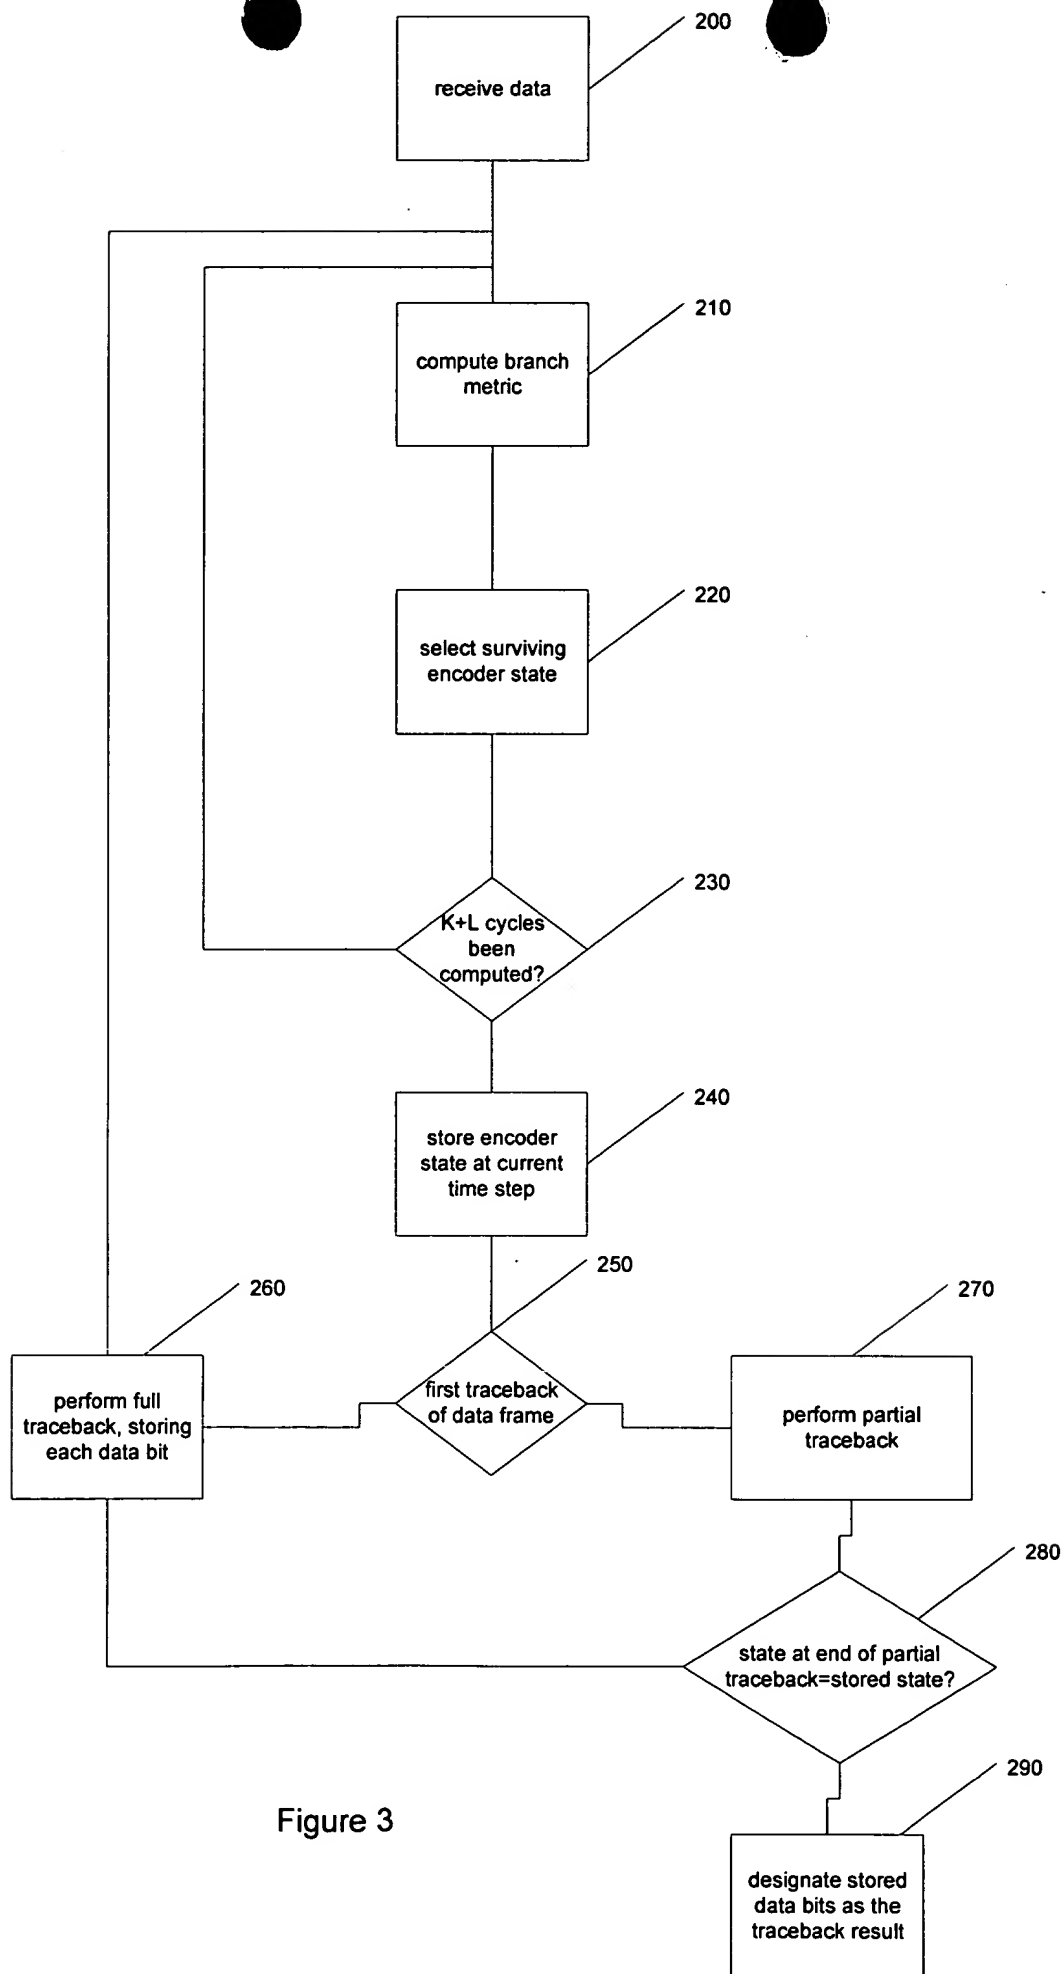 200
receive data
210
compute branch
metric
220
select surviving
encoder state
230
K+L cycles
been
computed?
240
store encoder
state at current
time step
250
260
270
first traceback
of data frame
perform full
traceback, storing
each data bit
perform partial
traceback
280
state at end of partial
traceback=stored state?
290
Figure 3
designate stored
data bits as the
traceback result